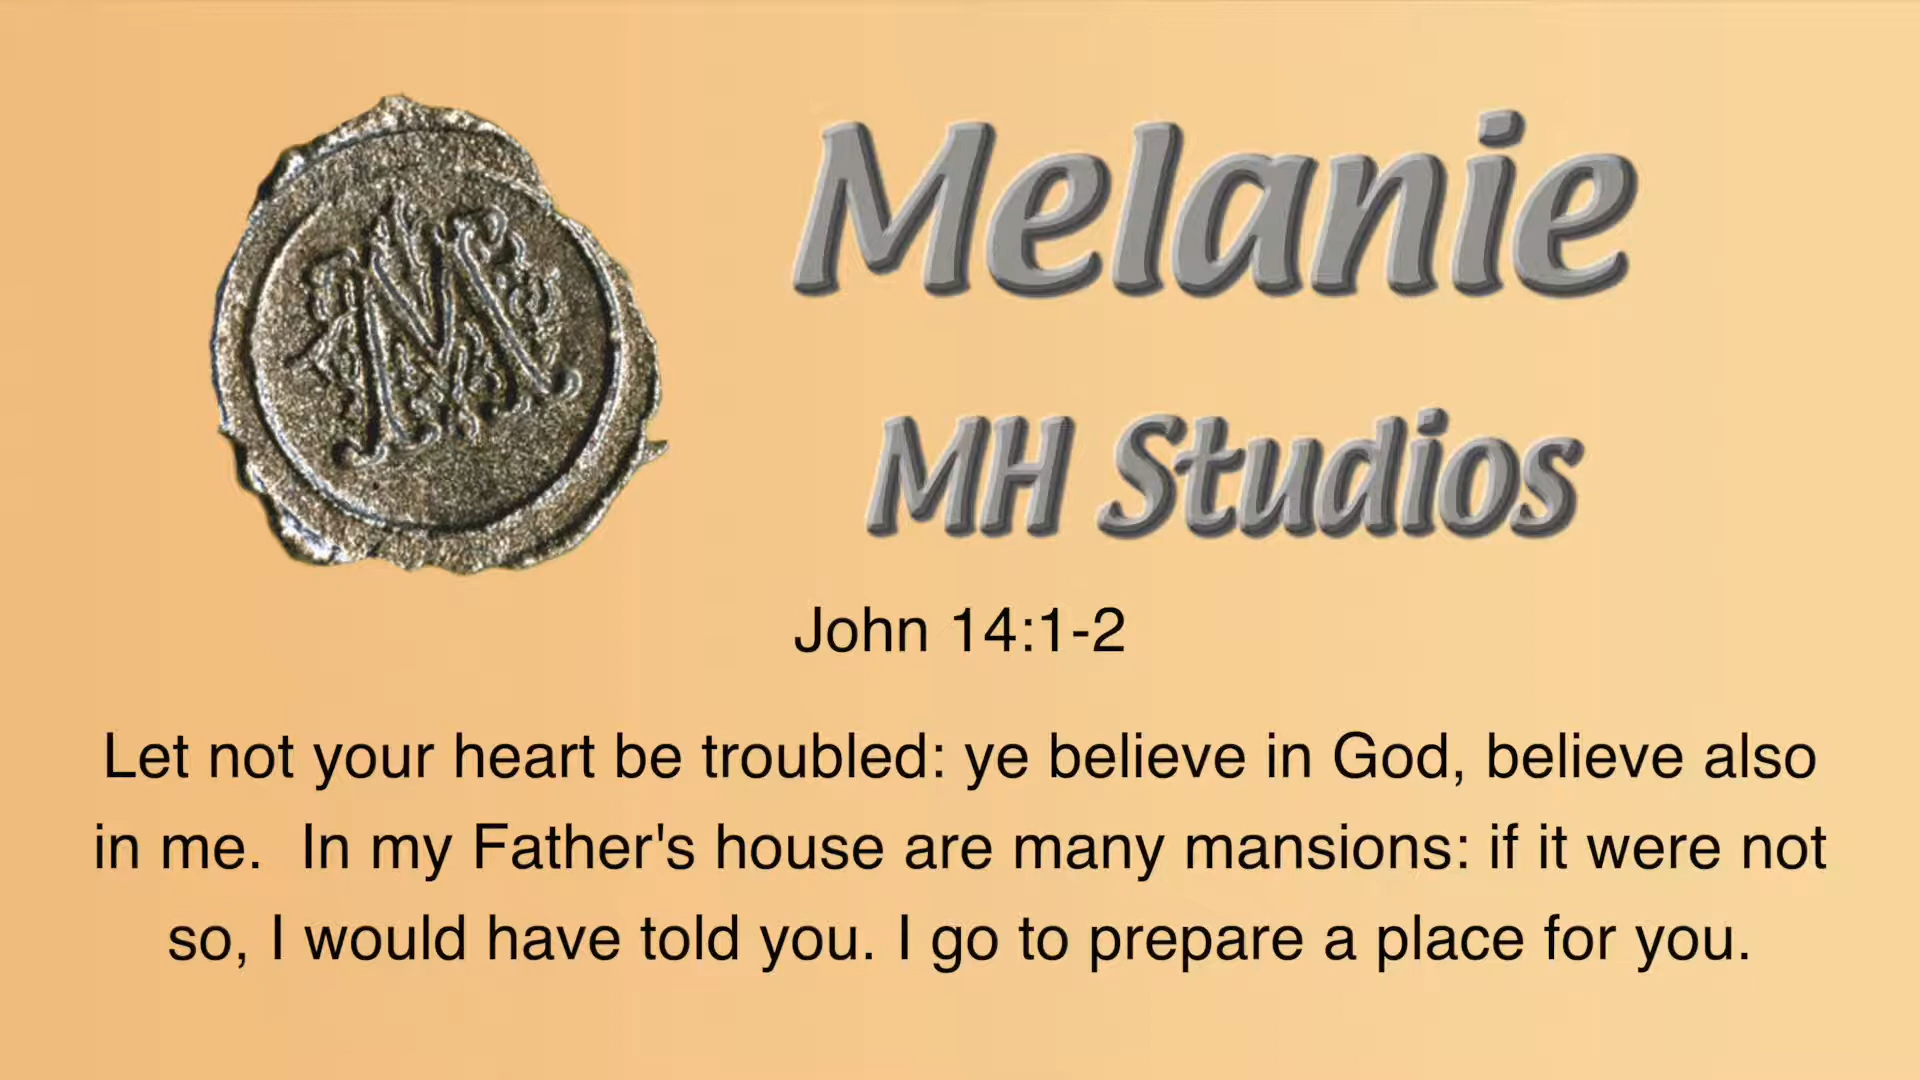 M
Melanie
MH Studios
John 14:1-2
Let not your heart be troubled: ye believe in God, believe also
in me.  In my Father's house are many mansions: if it were not
so, I would have told you. I go to prepare a place for you.